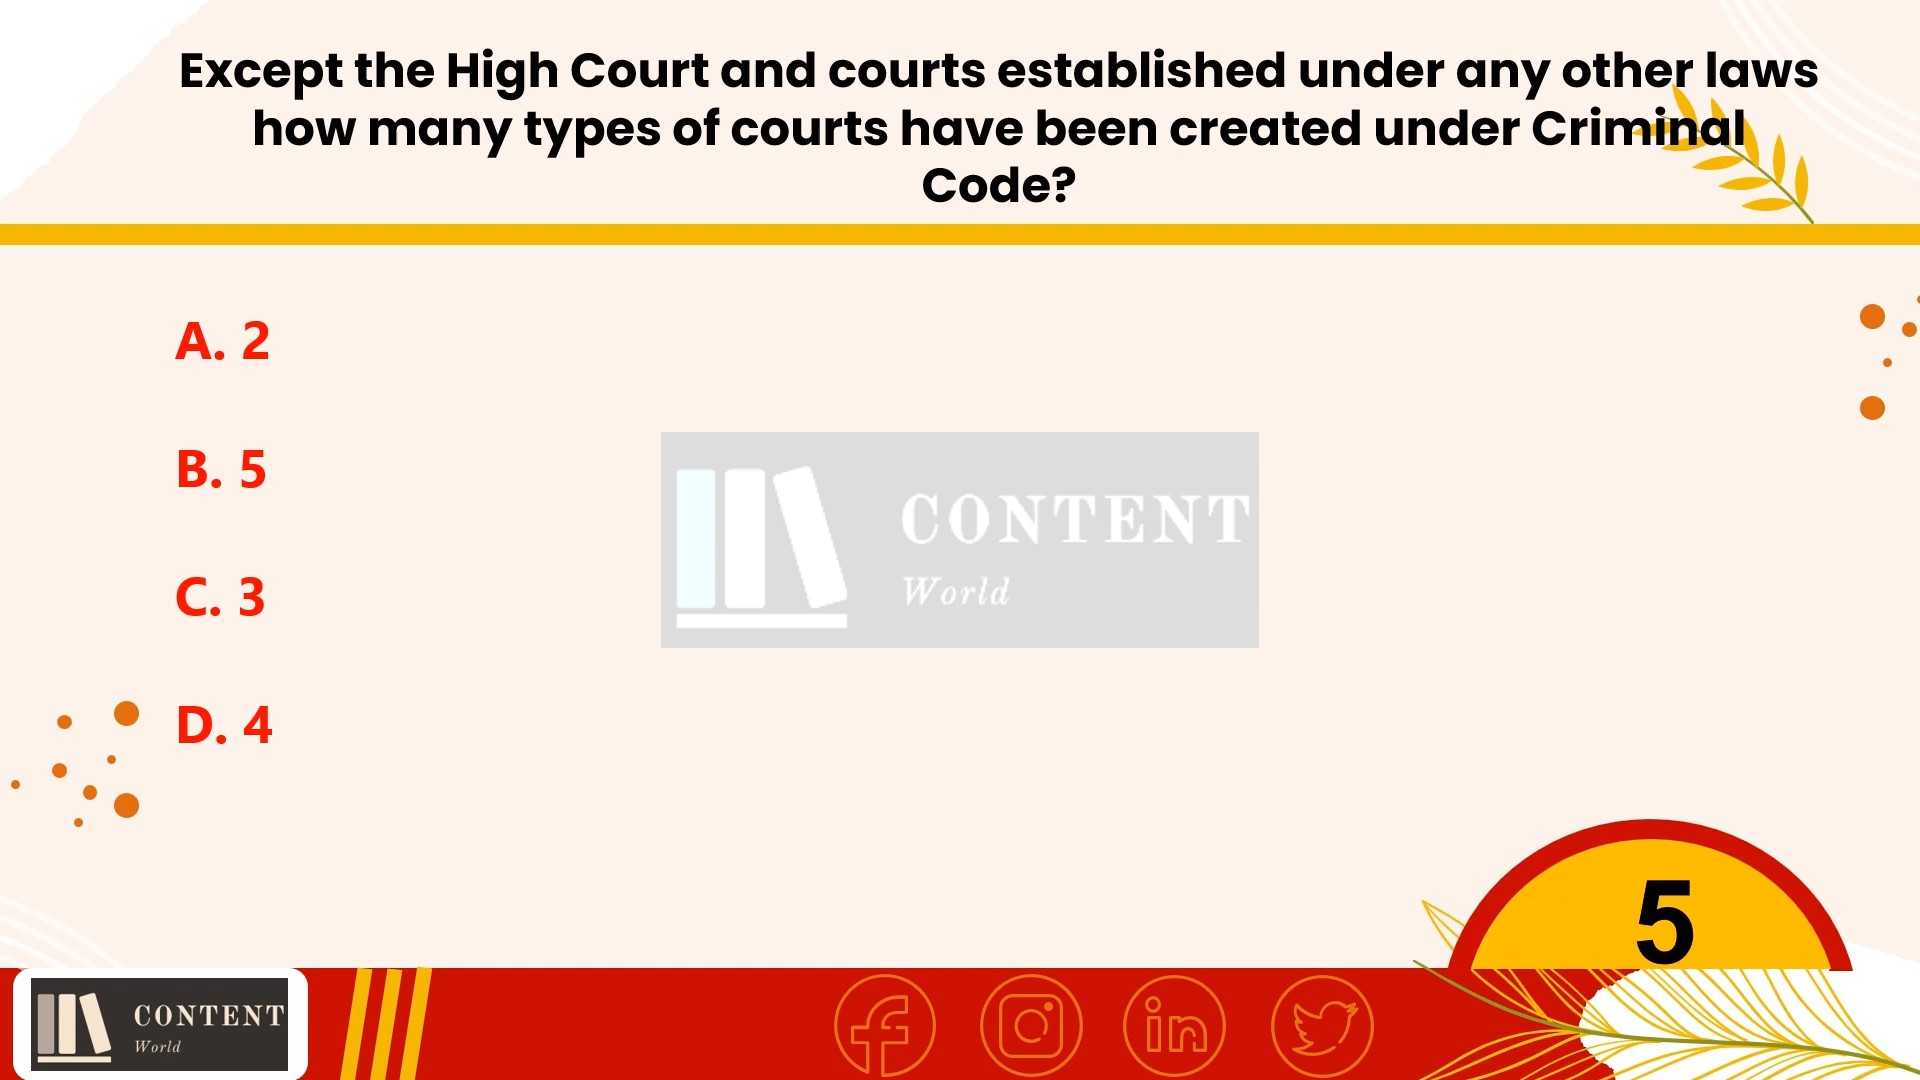 Except the High Court and courts established under any other laws
how many types of courts have been created under Criminal
Code?
A. 2
B. 5
C. 3
D. 4
CONTENT
World
5
CONTENT
World